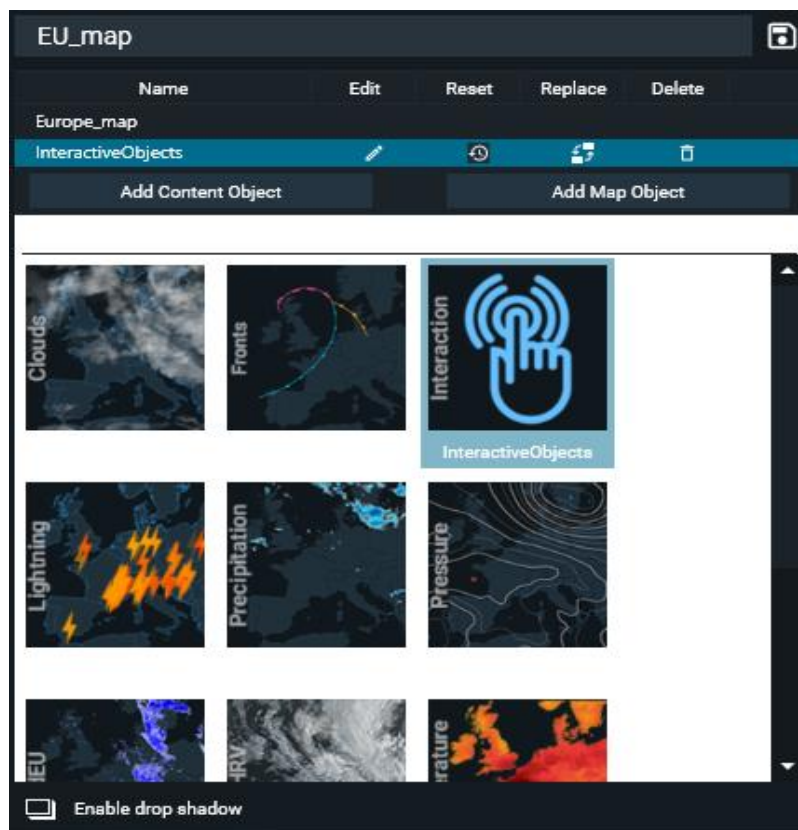 EU_map
Name Edit Reset Replace Delete
Europe_map
InteractiveObjects
Add Content Object Add Map Object
Clouds Fronts Interaction
InteractiveObjects
Lightning Precipitation Pressure
HRV
Enable drop shadow